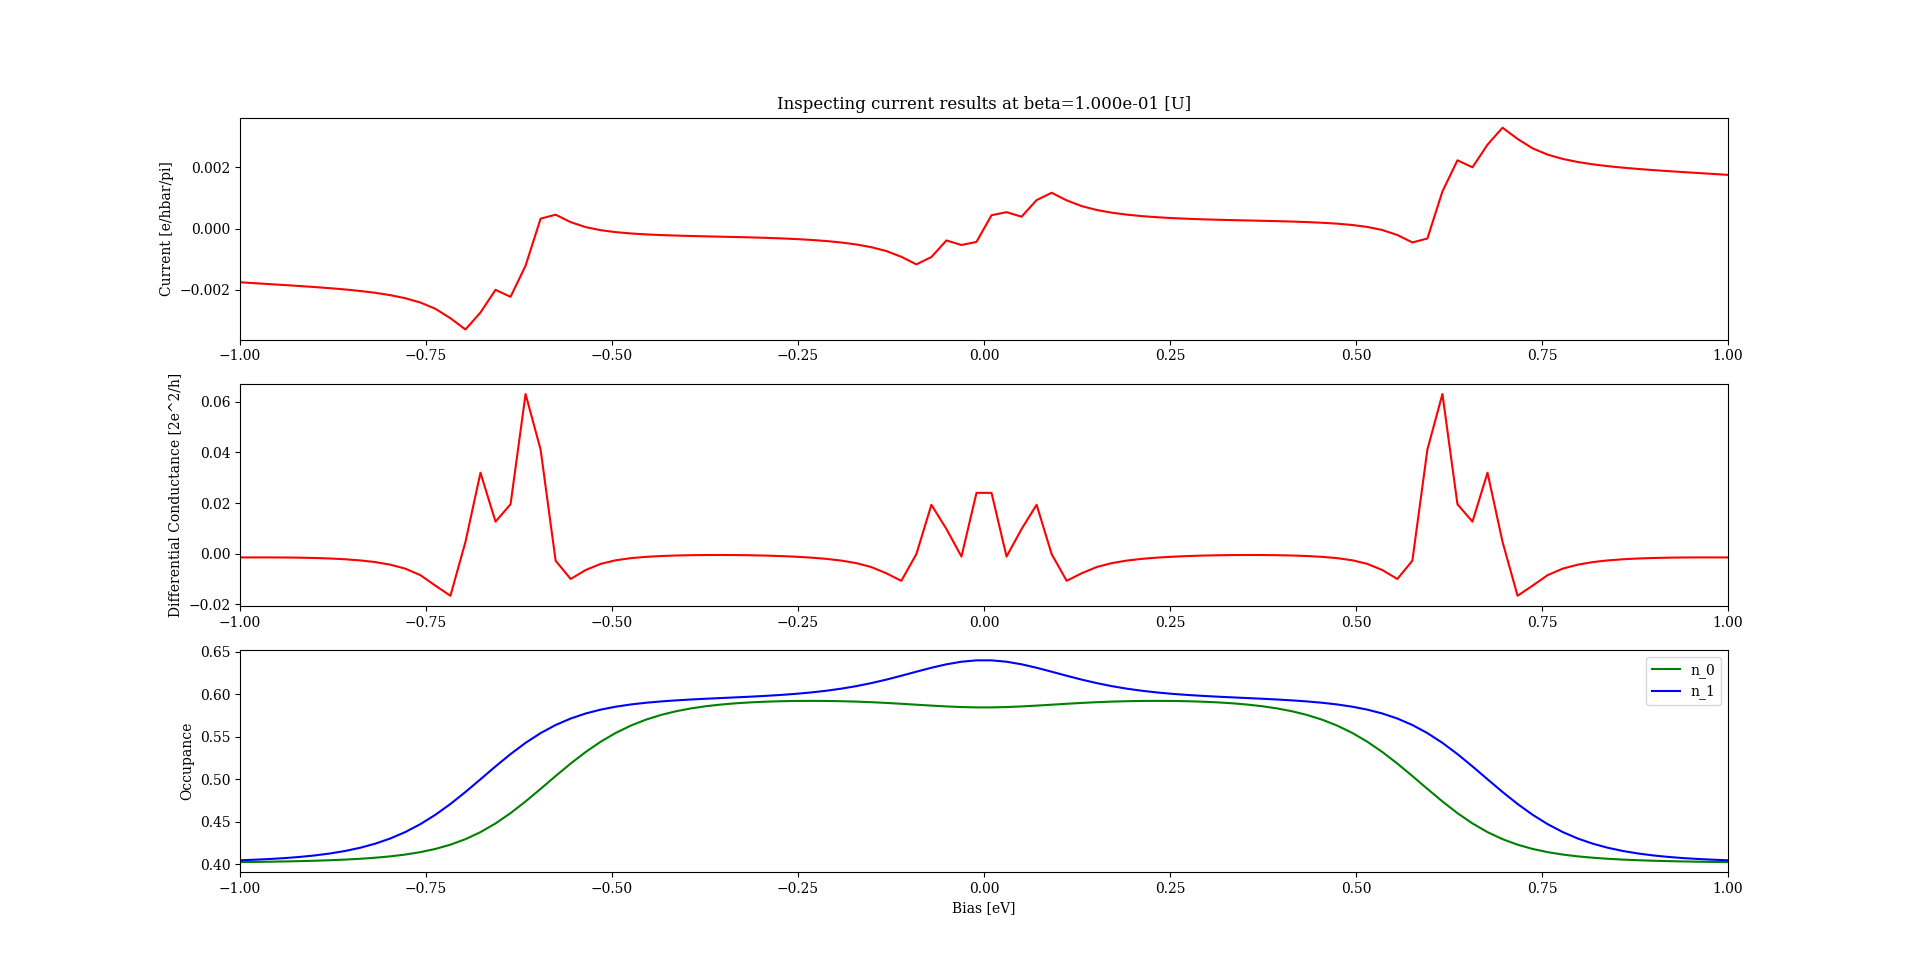 Inspecting current results at beta=1.000e-01 [U]
Current [e/hbar/pi]
0.002
0.000
−0.002
−1.00 −0.75 −0.50 −0.25 0.00 0.25 0.50 0.75 1.00
Differential Conductance [2e^2/h]
0.06
0.04
0.02
0.00
−0.02
−1.00 −0.75 −0.50 −0.25 0.00 0.25 0.50 0.75 1.00
Occupance
0.65
0.60
0.55
0.50
0.45
0.40
n_0
n_1
−1.00 −0.75 −0.50 −0.25 0.00 0.25 0.50 0.75 1.00
Bias [eV]